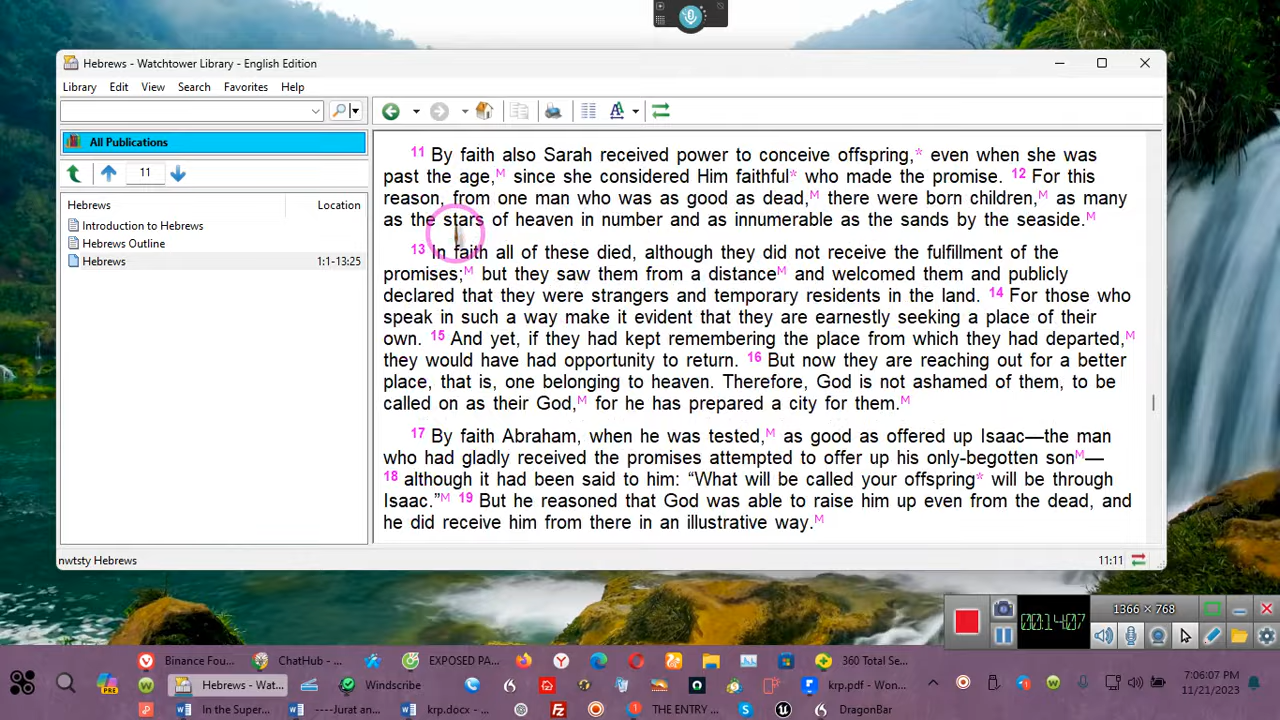 Hebrews - Watchtower Library - English Edition
Library Edit View Search Favorites Help
All Publications
11
Hebrews Location
Introduction to Hebrews
Hebrews Outline
Hebrews 1:1-13:25
11 By faith also Sarah received power to conceive offspring,* even when she was
past the age,M since she considered Him faithful* who made the promise. 12 For this
reason, from one man who was as good as dead,M there were born children,M as many
as the stars of heaven in number and as innumerable as the sands by the seaside.M
13 In faith all of these died, although they did not receive the fulfillment of the
promises;M but they saw them from a distanceM and welcomed them and publicly
declared that they were strangers and temporary residents in the land. 14 For those who
speak in such a way make it evident that they are earnestly seeking a place of their
own. 15 And yet, if they had kept remembering the place from which they had departed,M
they would have had opportunity to return. 16 But now they are reaching out for a better
place, that is, one belonging to heaven. Therefore, God is not ashamed of them, to be
called on as their God,M for he has prepared a city for them.M
17 By faith Abraham, when he was tested,M as good as offered up Isaac—the man
who had gladly received the promises attempted to offer up his only-begotten sonM—
18 although it had been said to him: “What will be called your offspring* will be through
Isaac.”M 19 But he reasoned that God was able to raise him up even from the dead, and
he did receive him from there in an illustrative way.M
nwtsty Hebrews 11:11
00:14:07 1366 × 768
Binance Fou... ChatHub - ... EXPOSED PA... 360 Total Se...
PRE Hebrews - Wat... Windscribe krp.pdf - Won...
In the Super... ----Jurat an... krp.docx - ... THE ENTRY ... DragonBar
7:06:07 PM
11/21/2023